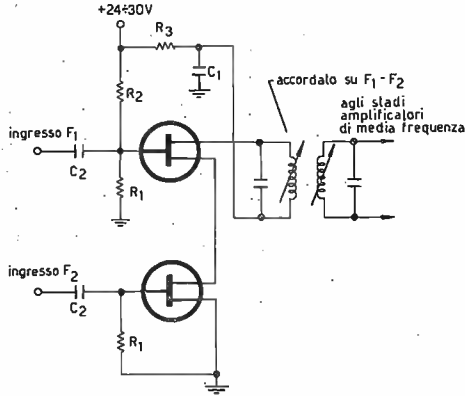 +24÷30V
R3
C1
R2
accordato su F1-F2
agli stadi
amplificatori
di media frequenza
ingresso F1
C2
R1
ingresso F2
C2
R1